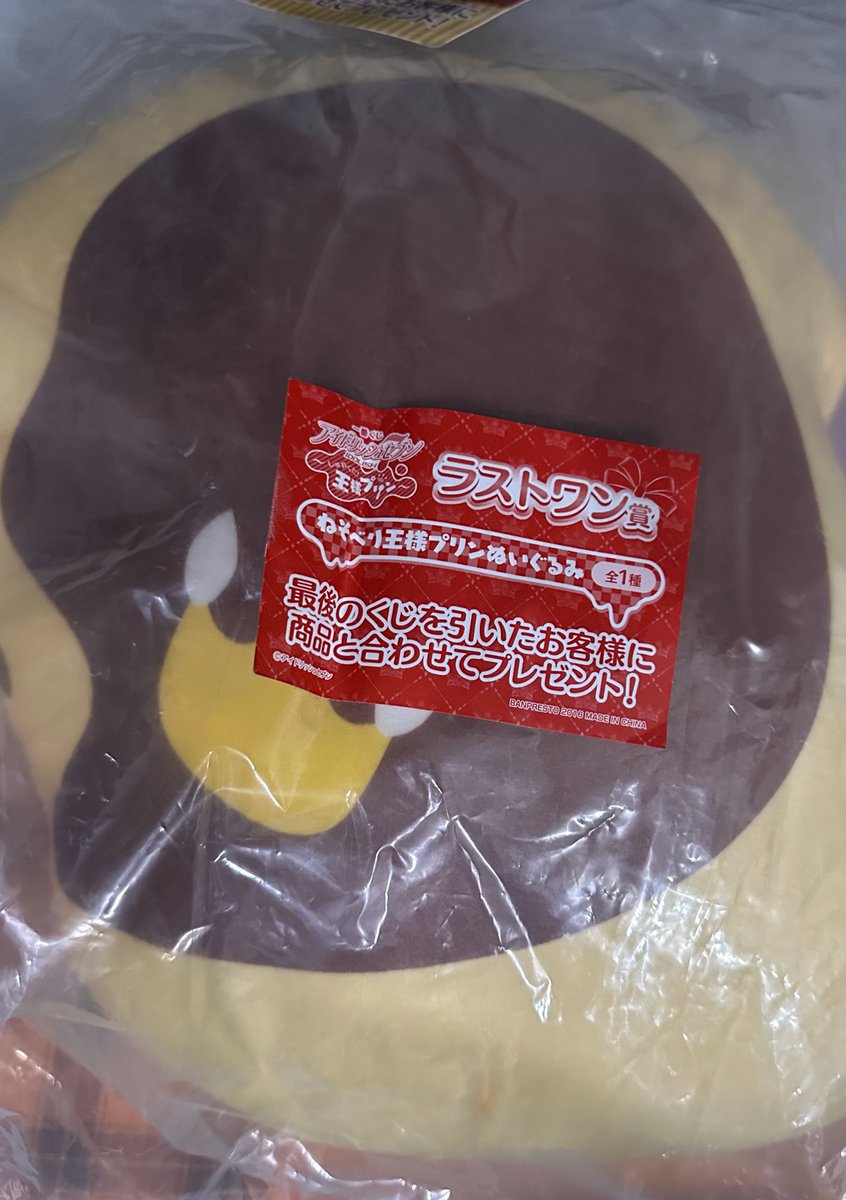 一番くじ
アイドリッシュセブン
王様プリン
ラストワン賞
ねそべり王様プリンぬいぐるみ 全1種
最後のくじを引いたお客様に
商品と合わせてプレゼント!
©アイドリッシュセブン
BANPRESTO 2016 MADE IN CHINA